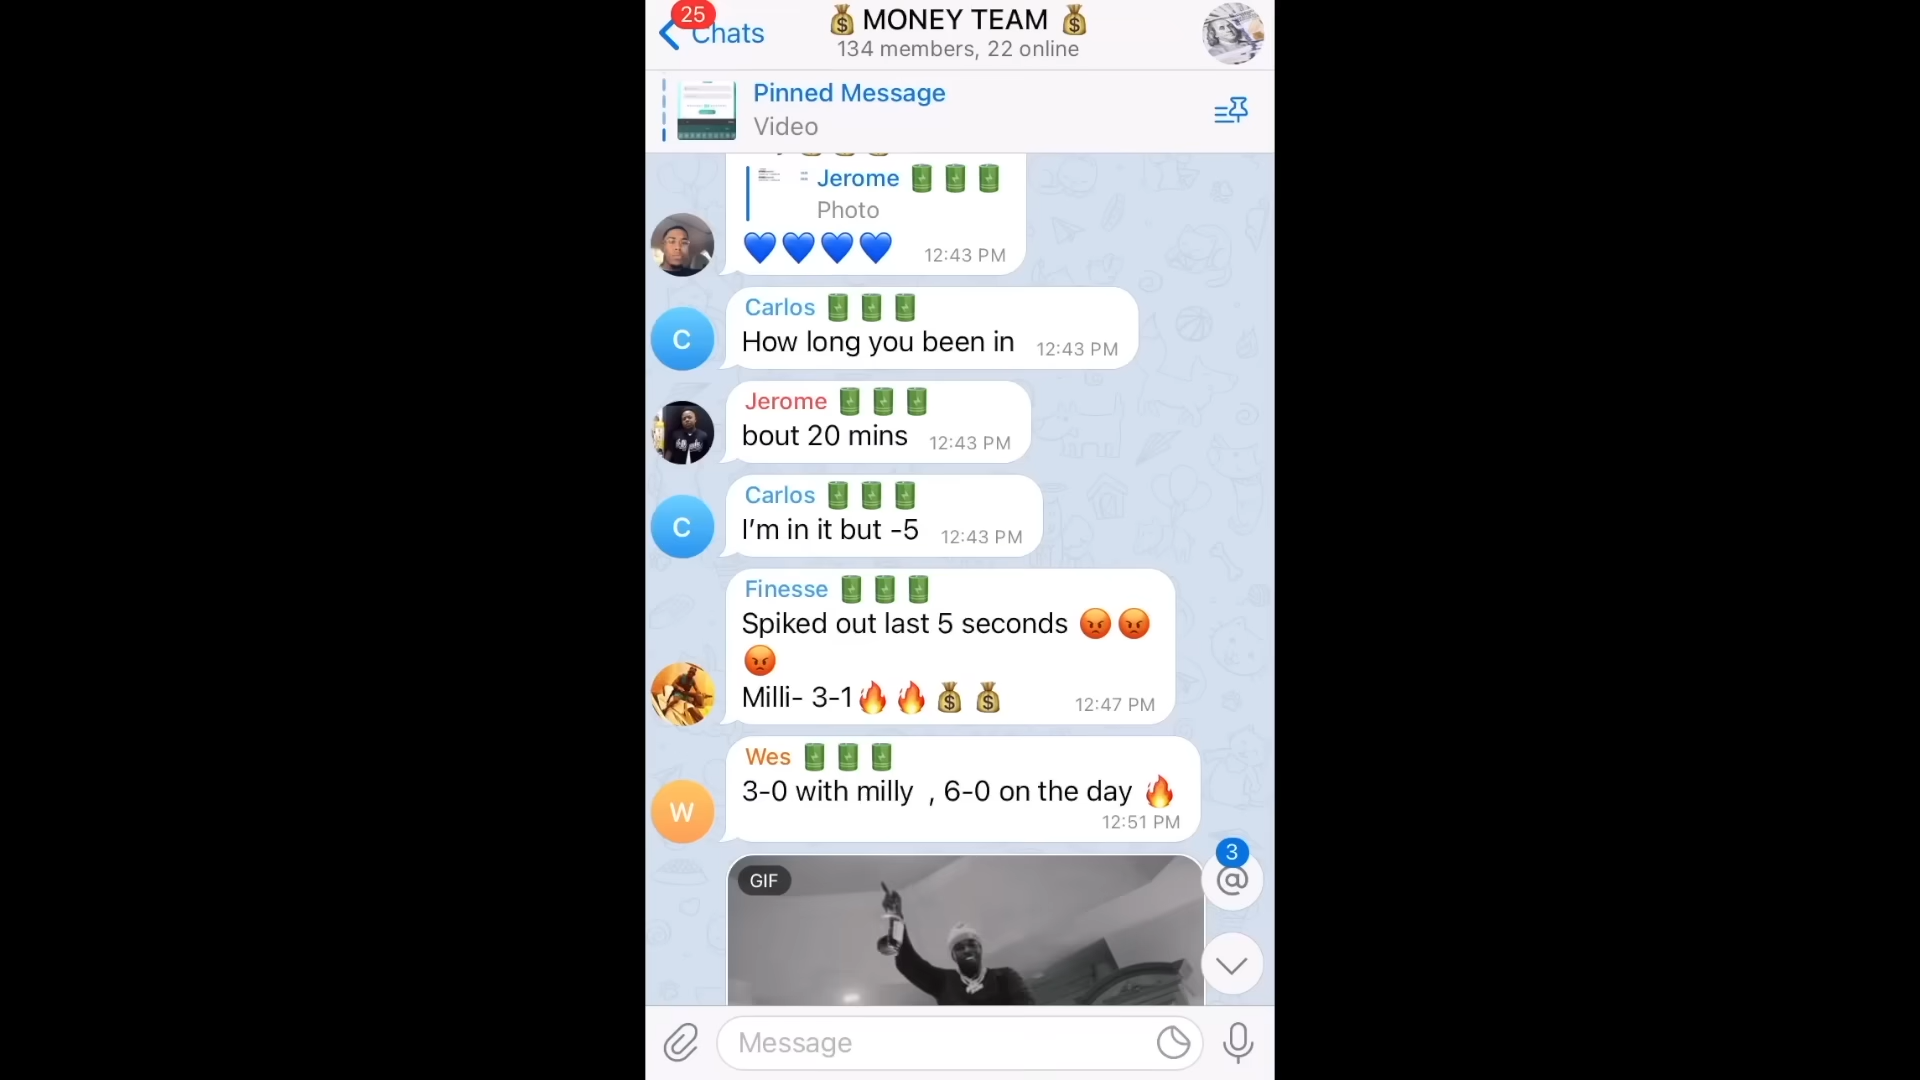 25
Chats
💰 MONEY TEAM 💰
134 members, 22 online
Pinned Message
Video
Jerome
Photo
💙💙💙💙 12:43 PM
Carlos
How long you been in 12:43 PM
C
Jerome
bout 20 mins 12:43 PM
Carlos
I'm in it but -5 12:43 PM
C
Finesse
Spiked out last 5 seconds 😡😡
😡
Milli- 3-1🔥🔥💰💰 12:47 PM
Wes
3-0 with milly , 6-0 on the day 🔥
12:51 PM
W
3
@
GIF
Message